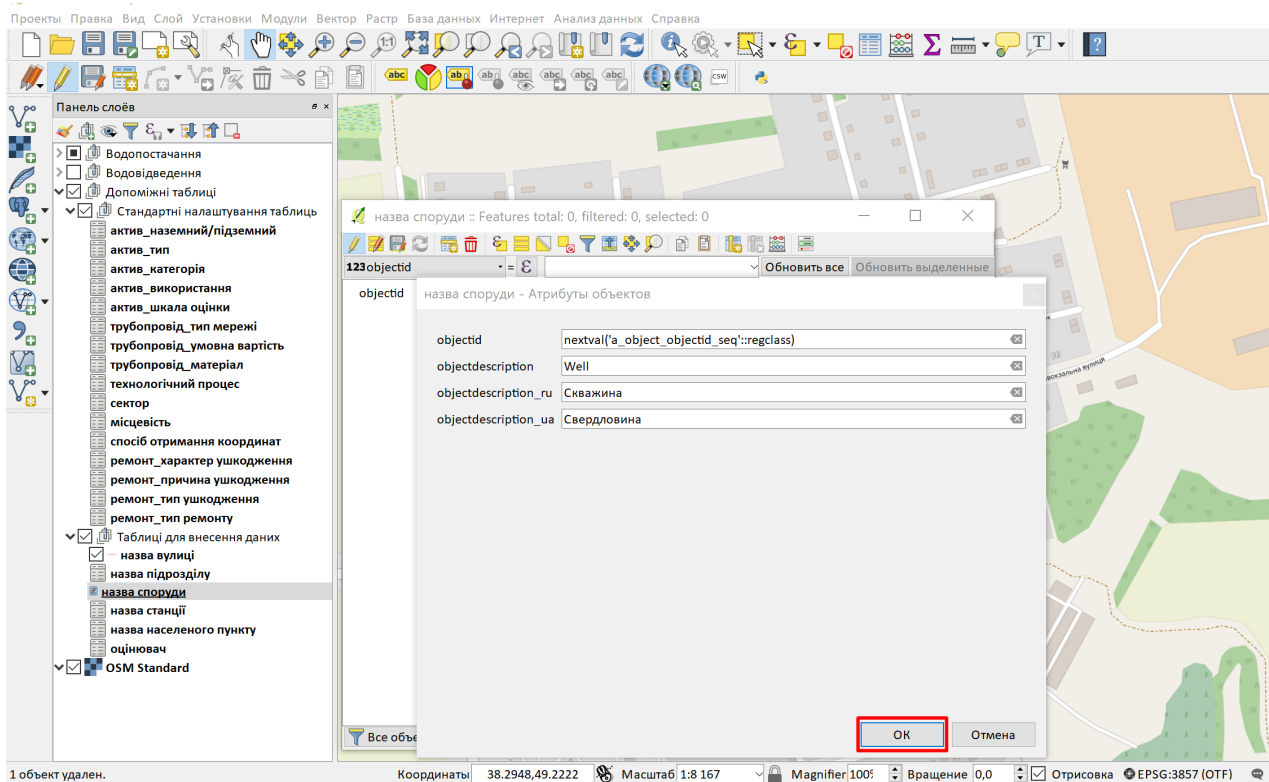 Проекты Правка Вид Слой Установки Модули Вектор Растр База данных Интернет Анализ данных Справка
Панель слоёв
Водопостачання
Водовідведення
Допоміжні таблиці
Стандартні налаштування таблиць
актив_наземний/підземний
актив_тип
актив_категорія
актив_використання
актив_шкала оцінки
трубопровід_тип мережі
трубопровід_умовна вартість
трубопровід_матеріал
технологічний процес
сектор
місцевість
спосіб отримання координат
ремонт_характер ушкодження
ремонт_причина ушкодження
ремонт_тип ушкодження
ремонт_тип ремонту
Таблиці для внесення даних
назва вулиці
назва підрозділу
назва споруди
назва станції
назва населеного пункту
оцінювач
OSM Standard
назва споруди :: Features total: 0, filtered: 0, selected: 0
123 objectid = ε Обновить все Обновить выделенные
objectid
назва споруди - Атрибуты объектов
objectid nextval('a_object_objectid_seq'::regclass)
objectdescription Well
objectdescription_ru Скважина
objectdescription_ua Свердловина
ОК Отмена
Все объе
1 объект удален. Координаты 38.2948,49.2222 Масштаб 1:8 167 Magnifier 100% Вращение 0,0 Отрисовка EPSG:3857 (OTF)